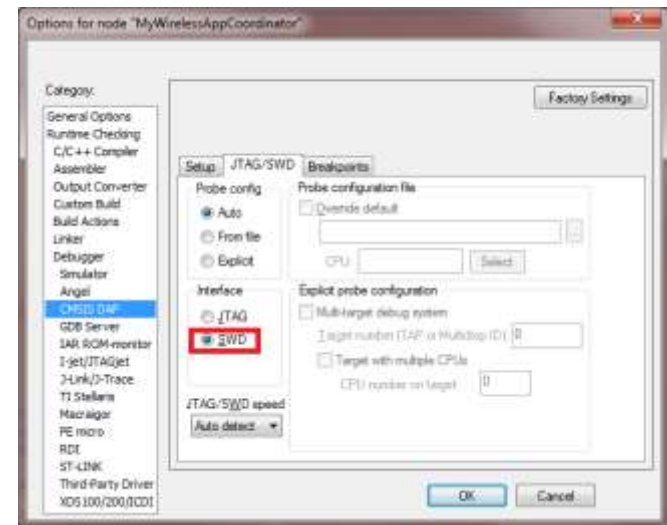 Options for node "MyWirelessAppCoordinator"
Category:
Factory Settings
General Options
Runtime Checking
C/C++ Compiler
Assembler
Output Converter
Custom Build
Build Actions
Linker
Debugger
Simulator
Angel
CMSIS DAP
GDB Server
IAR ROM-monitor
I-jet/JTAGjet
J-Link/J-Trace
TI Stellaris
Macraigor
PE micro
RDI
ST-LINK
Third-Party Driver
XDS100/200/ICDI
Setup JTAG/SWD Breakpoints
Probe config
Auto
From file
Explicit
Probe configuration file
Override default
...
CPU: Select
Interface
JTAG
SWD
Explicit probe configuration
Multi-target debug system
Target number (TAP or Multidrop ID): 0
Target with multiple CPUs
CPU number on target: 0
JTAG/SWD speed
Auto detect
OK Cancel